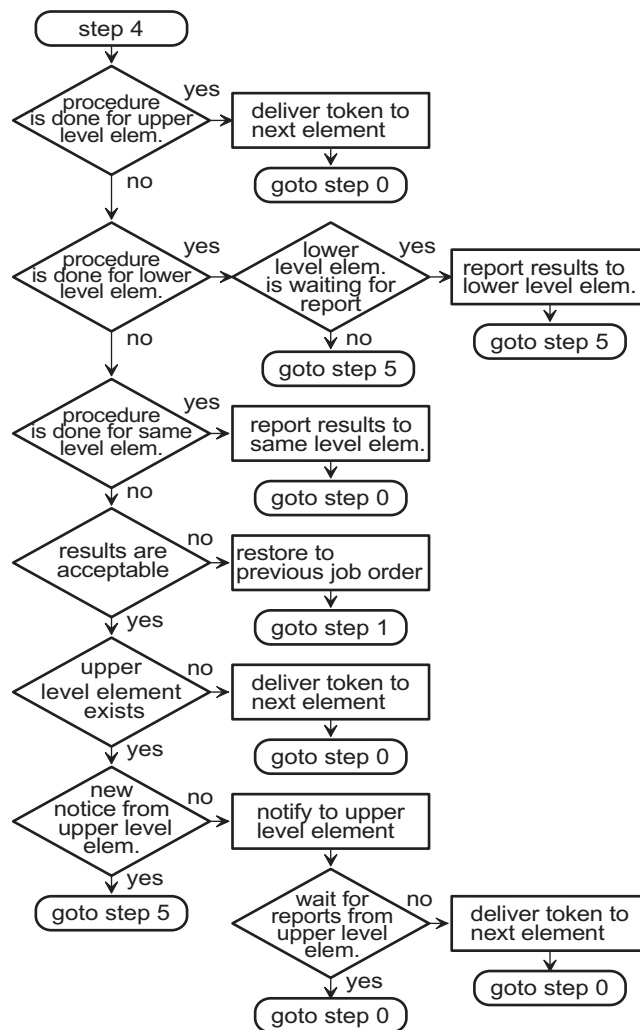 step 4
procedure
is done for upper
level elem.
yes
deliver token to
next element
goto step 0
no
procedure
is done for lower
level elem.
yes
lower
level elem.
is waiting for
report
yes
report results to
lower level elem.
goto step 5
no
goto step 5
no
procedure
is done for same
level elem.
yes
report results to
same level elem.
goto step 0
no
results are
acceptable
no
restore to
previous job order
goto step 1
yes
upper
level element
exists
no
deliver token to
next element
goto step 0
yes
new
notice from
upper level
elem.
no
notify to upper
level element
yes
goto step 5
wait for
reports from
upper level
elem.
no
deliver token to
next element
goto step 0
yes
goto step 0